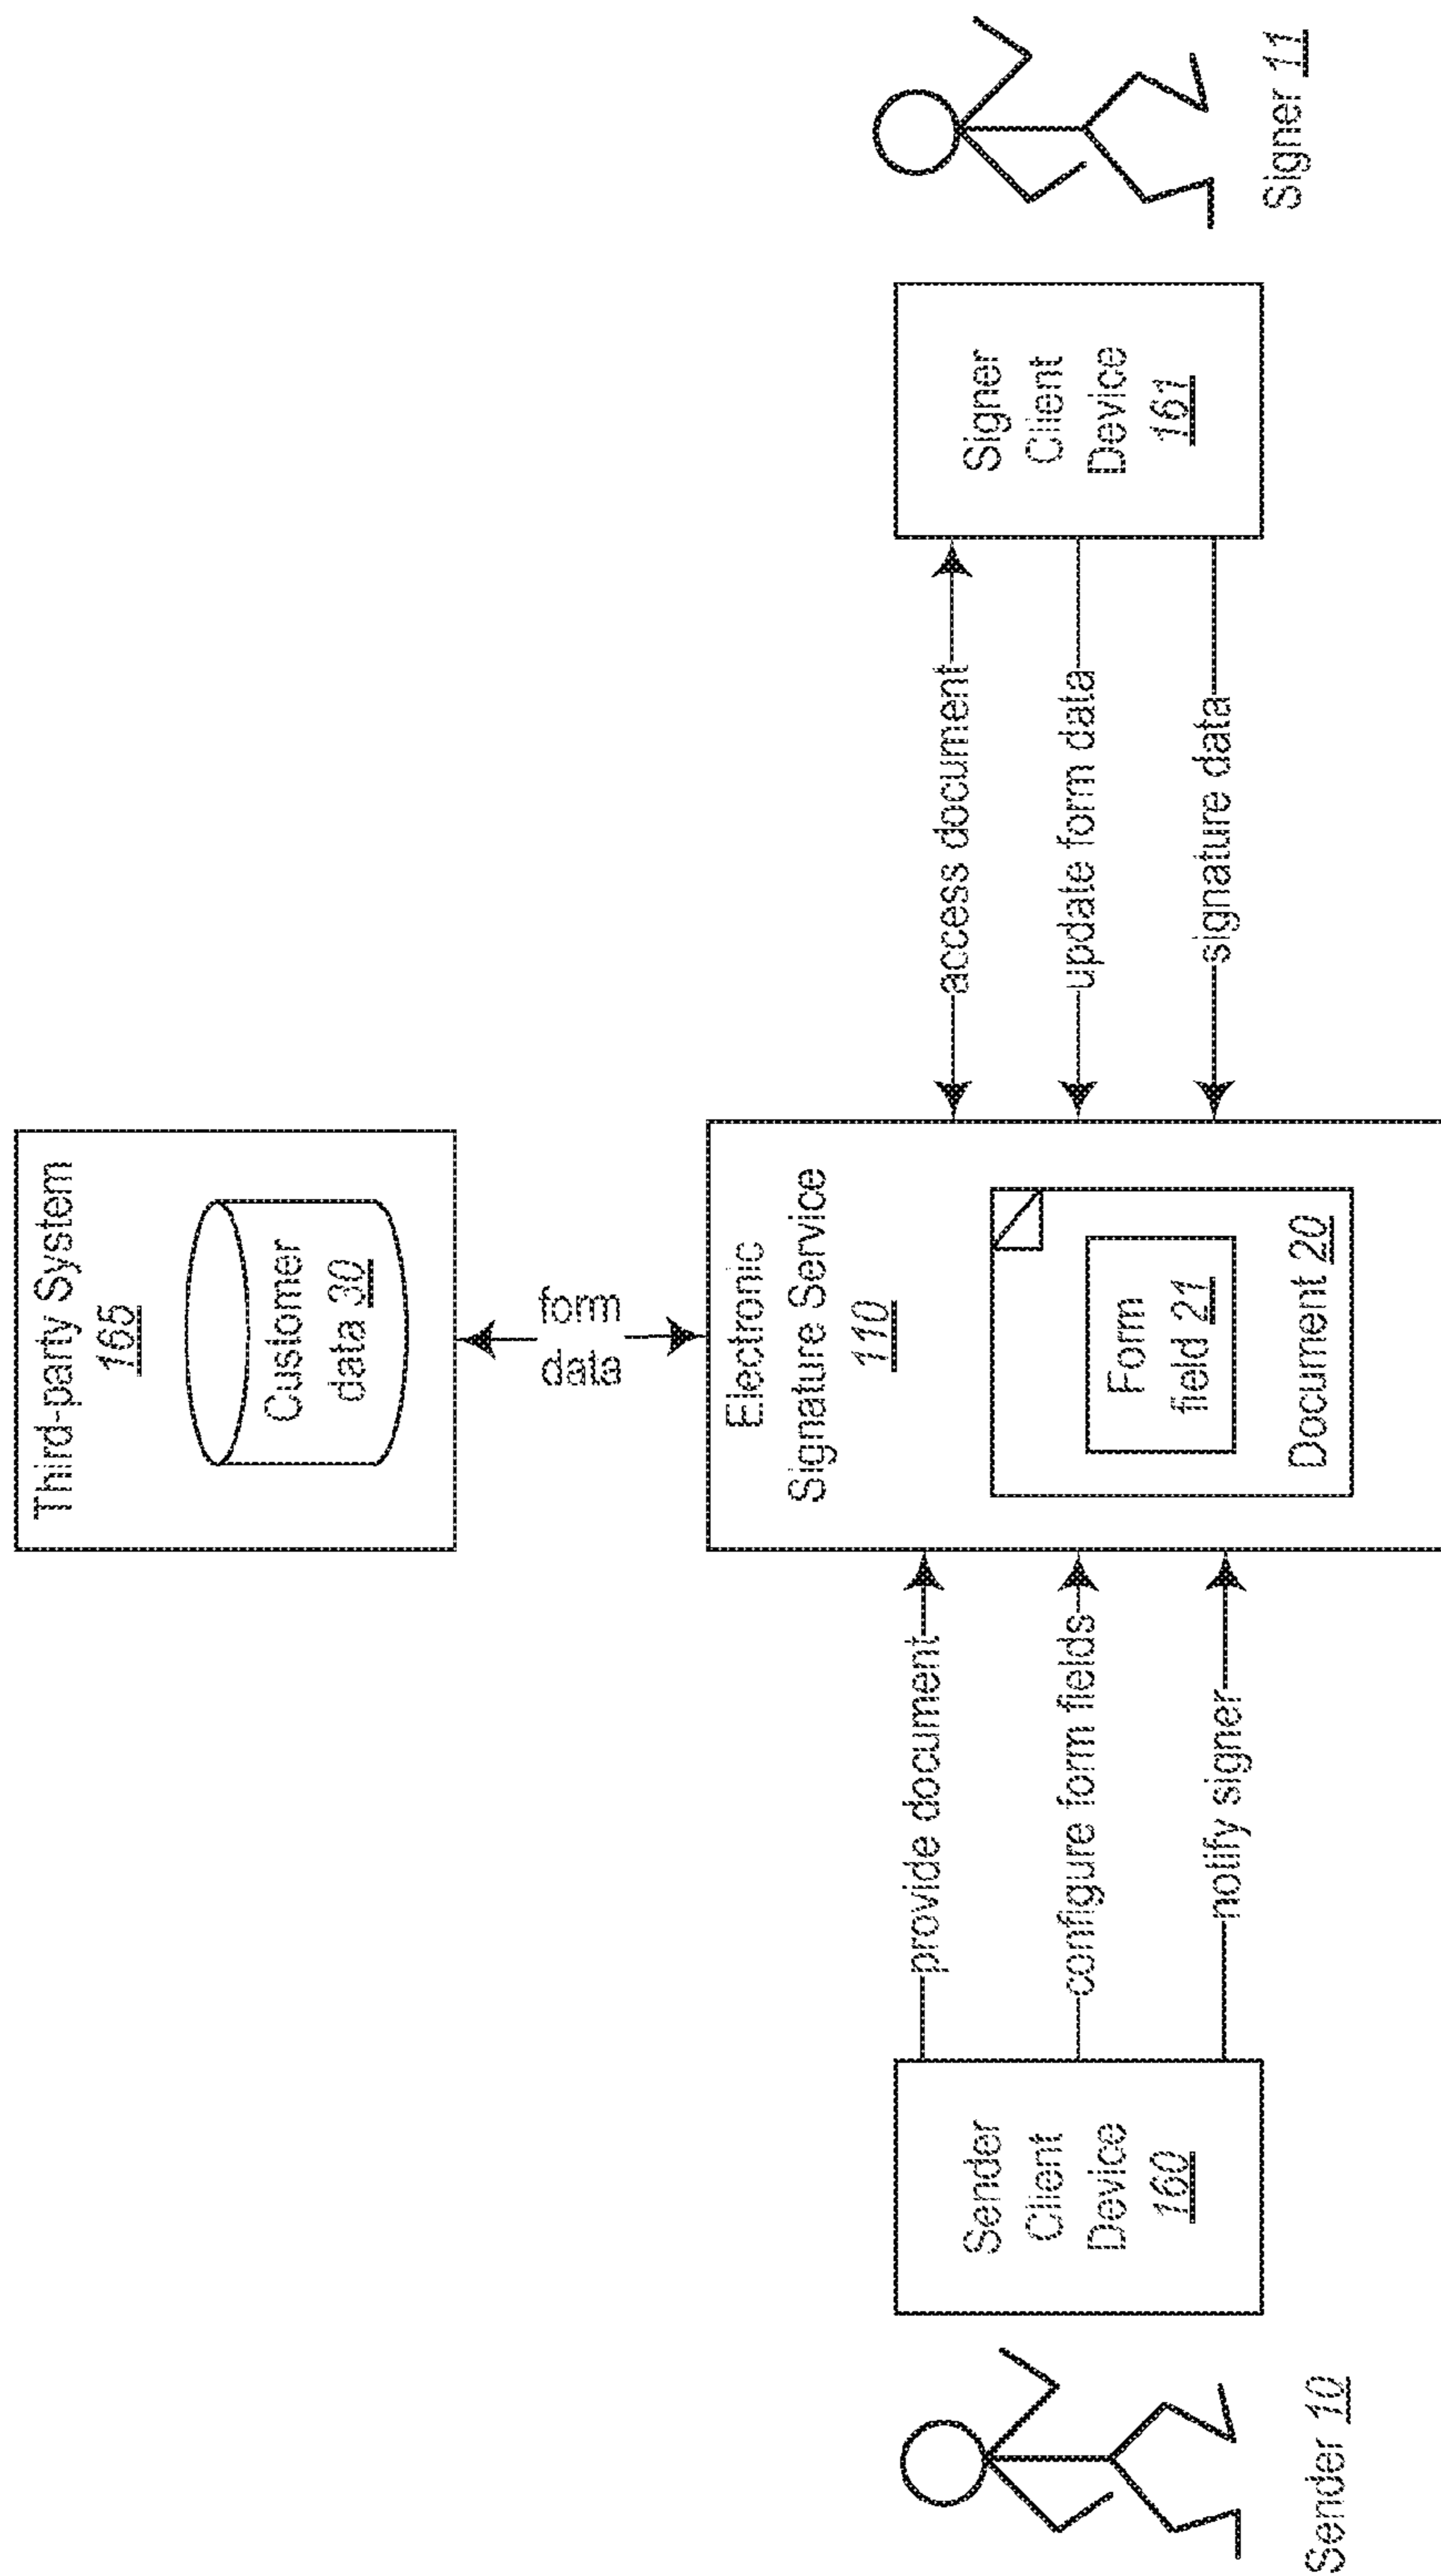 Third-party System
165
Customer
data 30
form
data
Electronic
Signature Service
110
Form
field 21
Document 20
Sender 10
Sender
Client
Device
160
provide document
configure form fields
notify signer
access document
update form data
signature data
Signer
Client
Device
161
Signer 11